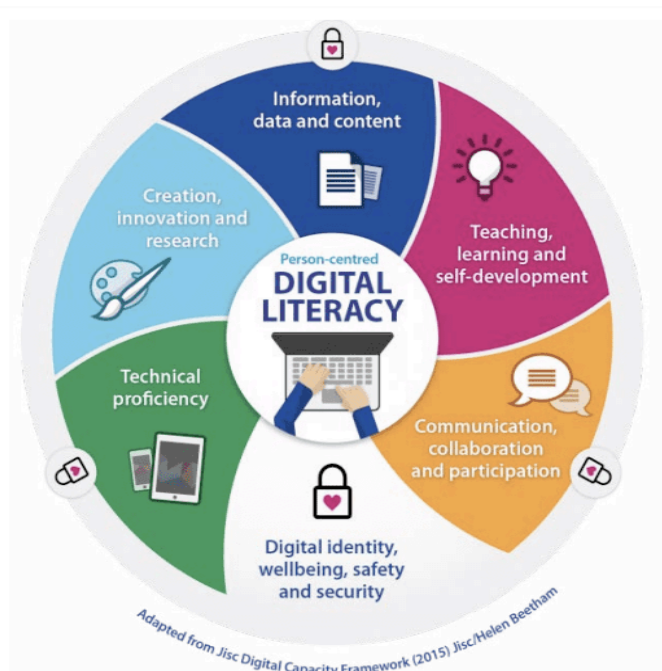 Information,
data and content
Teaching,
learning and
self-development
Communication,
collaboration
and participation
Digital identity,
wellbeing, safety
and security
Technical
proficiency
Creation,
innovation and
research
Person-centred
DIGITAL
LITERACY
Adapted from Jisc Digital Capacity Framework (2015) Jisc/Helen Beetham